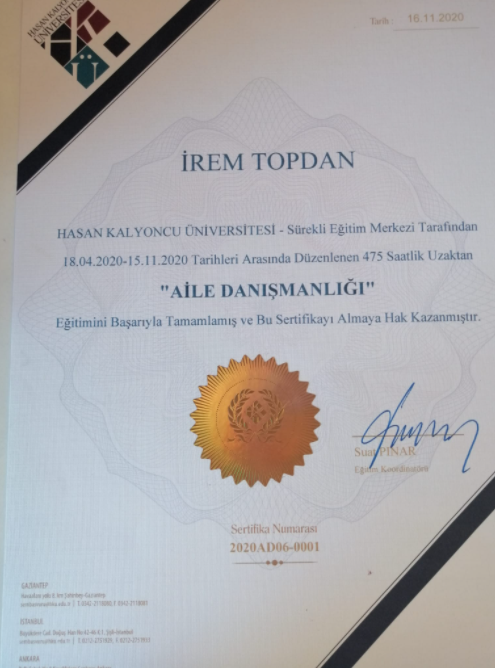 HASAN KALYONCU
ÜNİVERSİTESİ
Tarih : 16.11.2020
İREM TOPDAN
HASAN KALYONCU ÜNİVERSİTESİ - Sürekli Eğitim Merkezi Tarafından
18.04.2020-15.11.2020 Tarihleri Arasında Düzenlenen 475 Saatlik Uzaktan
"AİLE DANIŞMANLIĞI"
Eğitimini Başarıyla Tamamlamış ve Bu Sertifikayı Almaya Hak Kazanmıştır.
Suat PINAR
Eğitim Koordinatörü
Sertifika Numarası
2020AD06-0001
GAZİANTEP
İSTANBUL
ANKARA